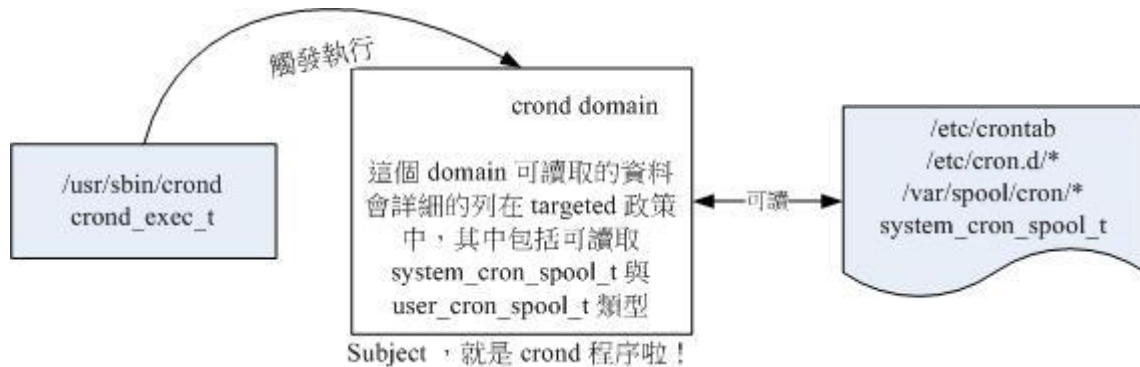 觸發執行
/usr/sbin/crond
crond_exec_t
crond domain
這個 domain 可讀取的資料
會詳細的列在 targeted 政策
中，其中包括可讀取
system_cron_spool_t 與
user_cron_spool_t 類型
Subject ，就是 crond 程序啦！
可讀
/etc/crontab
/etc/cron.d/*
/var/spool/cron/*
system_cron_spool_t